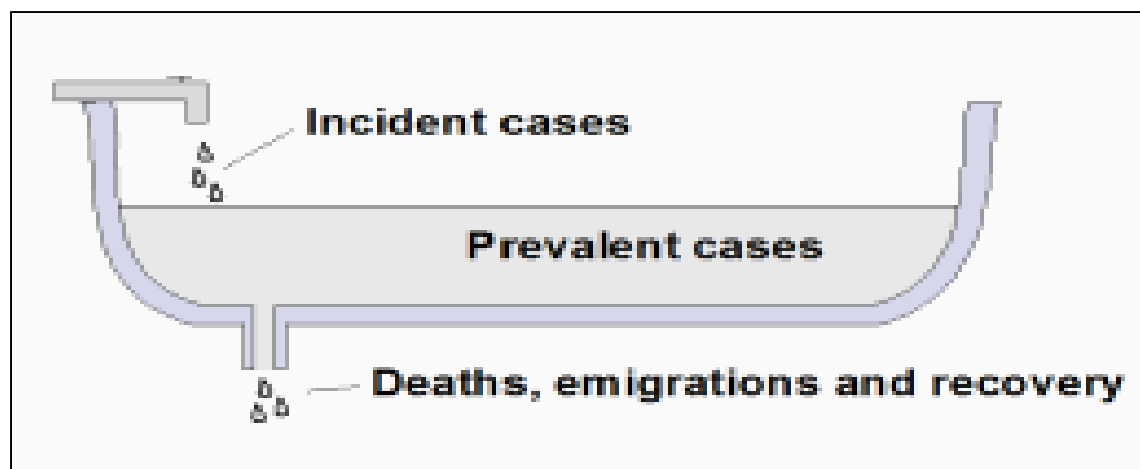 Incident cases
Prevalent cases
Deaths, emigrations and recovery